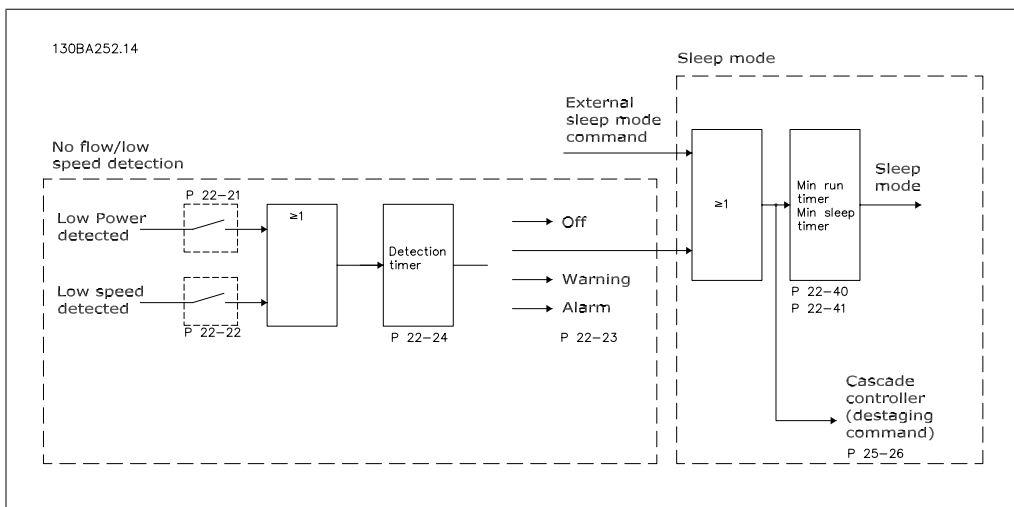 130BA252.14
Sleep mode
External
sleep mode
command
No flow/low
speed detection
P 22-21
Low Power
detected
≥1
Low speed
detected
P 22-22
Detection
timer
P 22-24
Off
Warning
Alarm
P 22-23
≥1
Min run
timer
Min sleep
timer
P 22-40
P 22-41
Sleep
mode
Cascade
controller
(destaging
command)
P 25-26